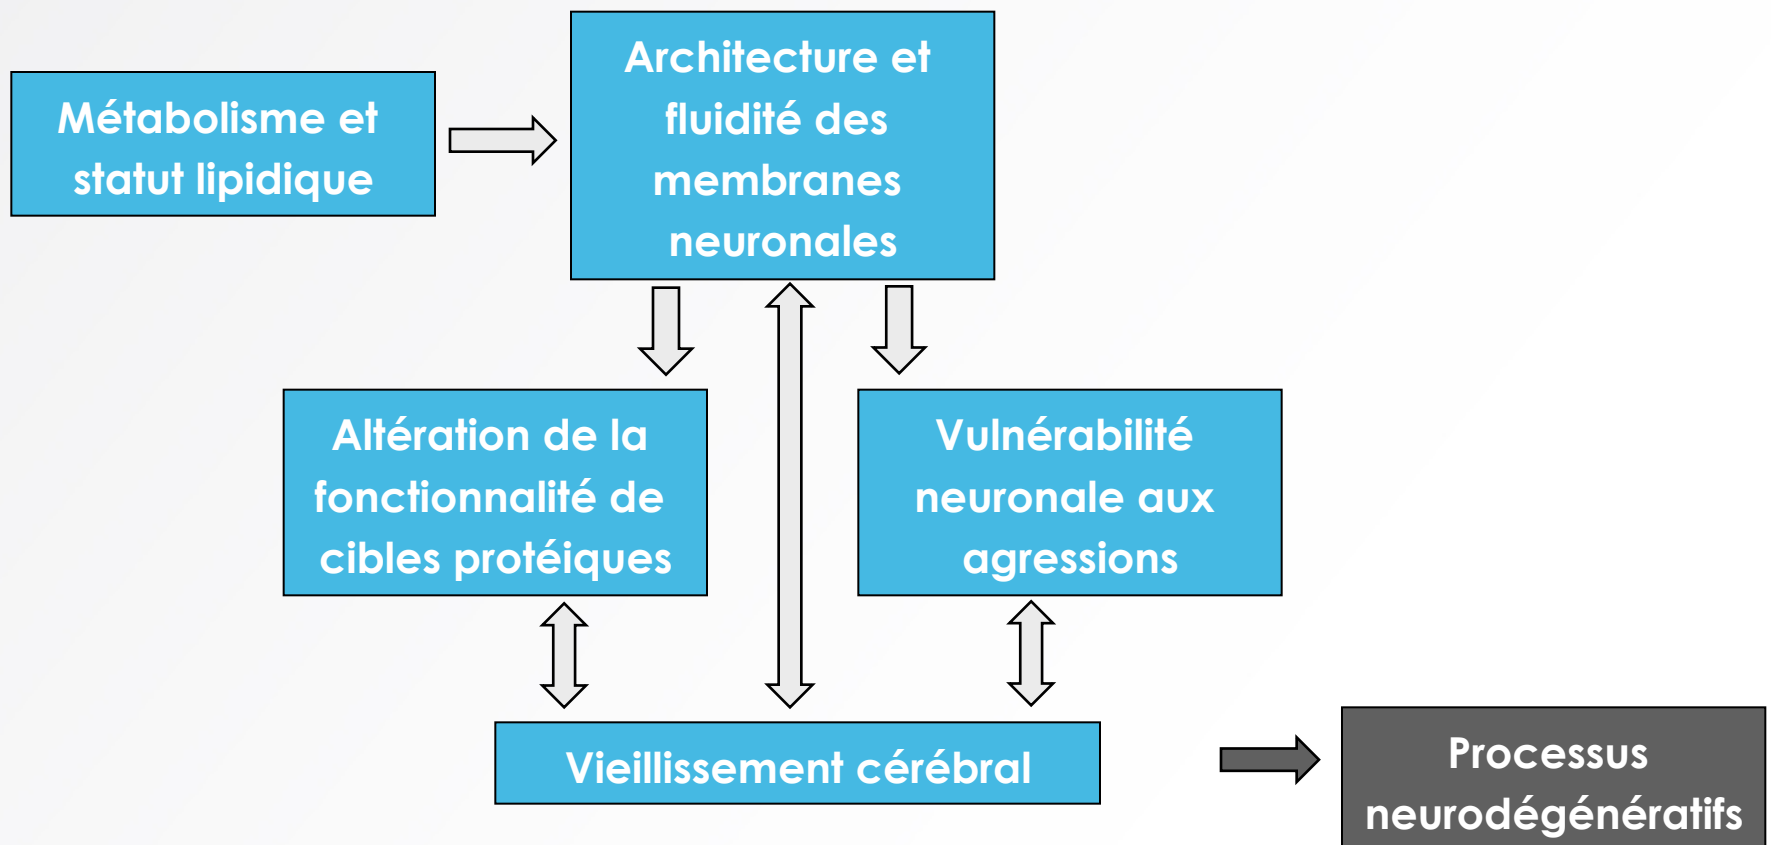 Métabolisme et
statut lipidique
Architecture et
fluidité des
membranes
neuronales
Altération de la
fonctionnalité de
cibles protéiques
Vulnérabilité
neuronale aux
agressions
Vieillissement cérébral
Processus
neurodégénératifs